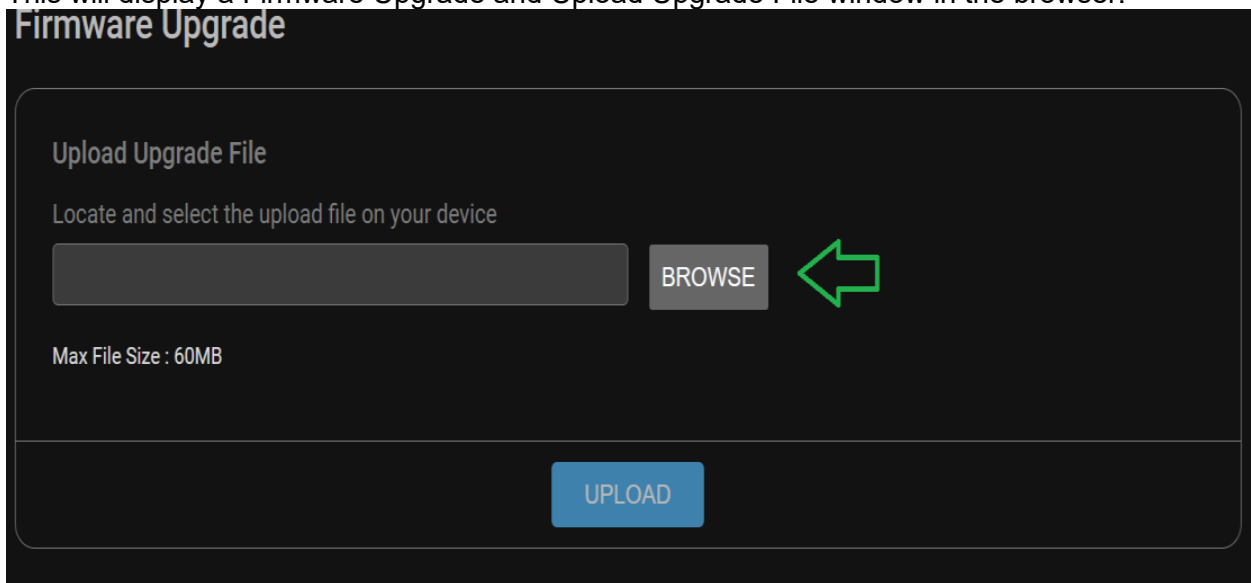 This will display a Firmware Upgrade and Upload Upgrade File window in the browser.
Firmware Upgrade
Upload Upgrade File
Locate and select the upload file on your device
BROWSE
Max File Size : 60MB
UPLOAD